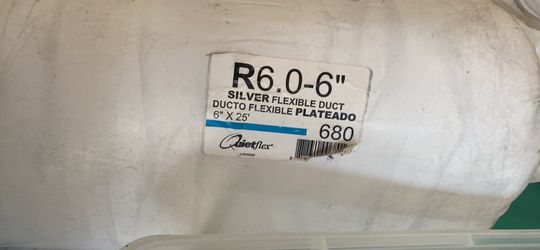 R6.0-6"
SILVER FLEXIBLE DUCT
DUCTO FLEXIBLE PLATEADO
6" X 25'
680
Quietflex®